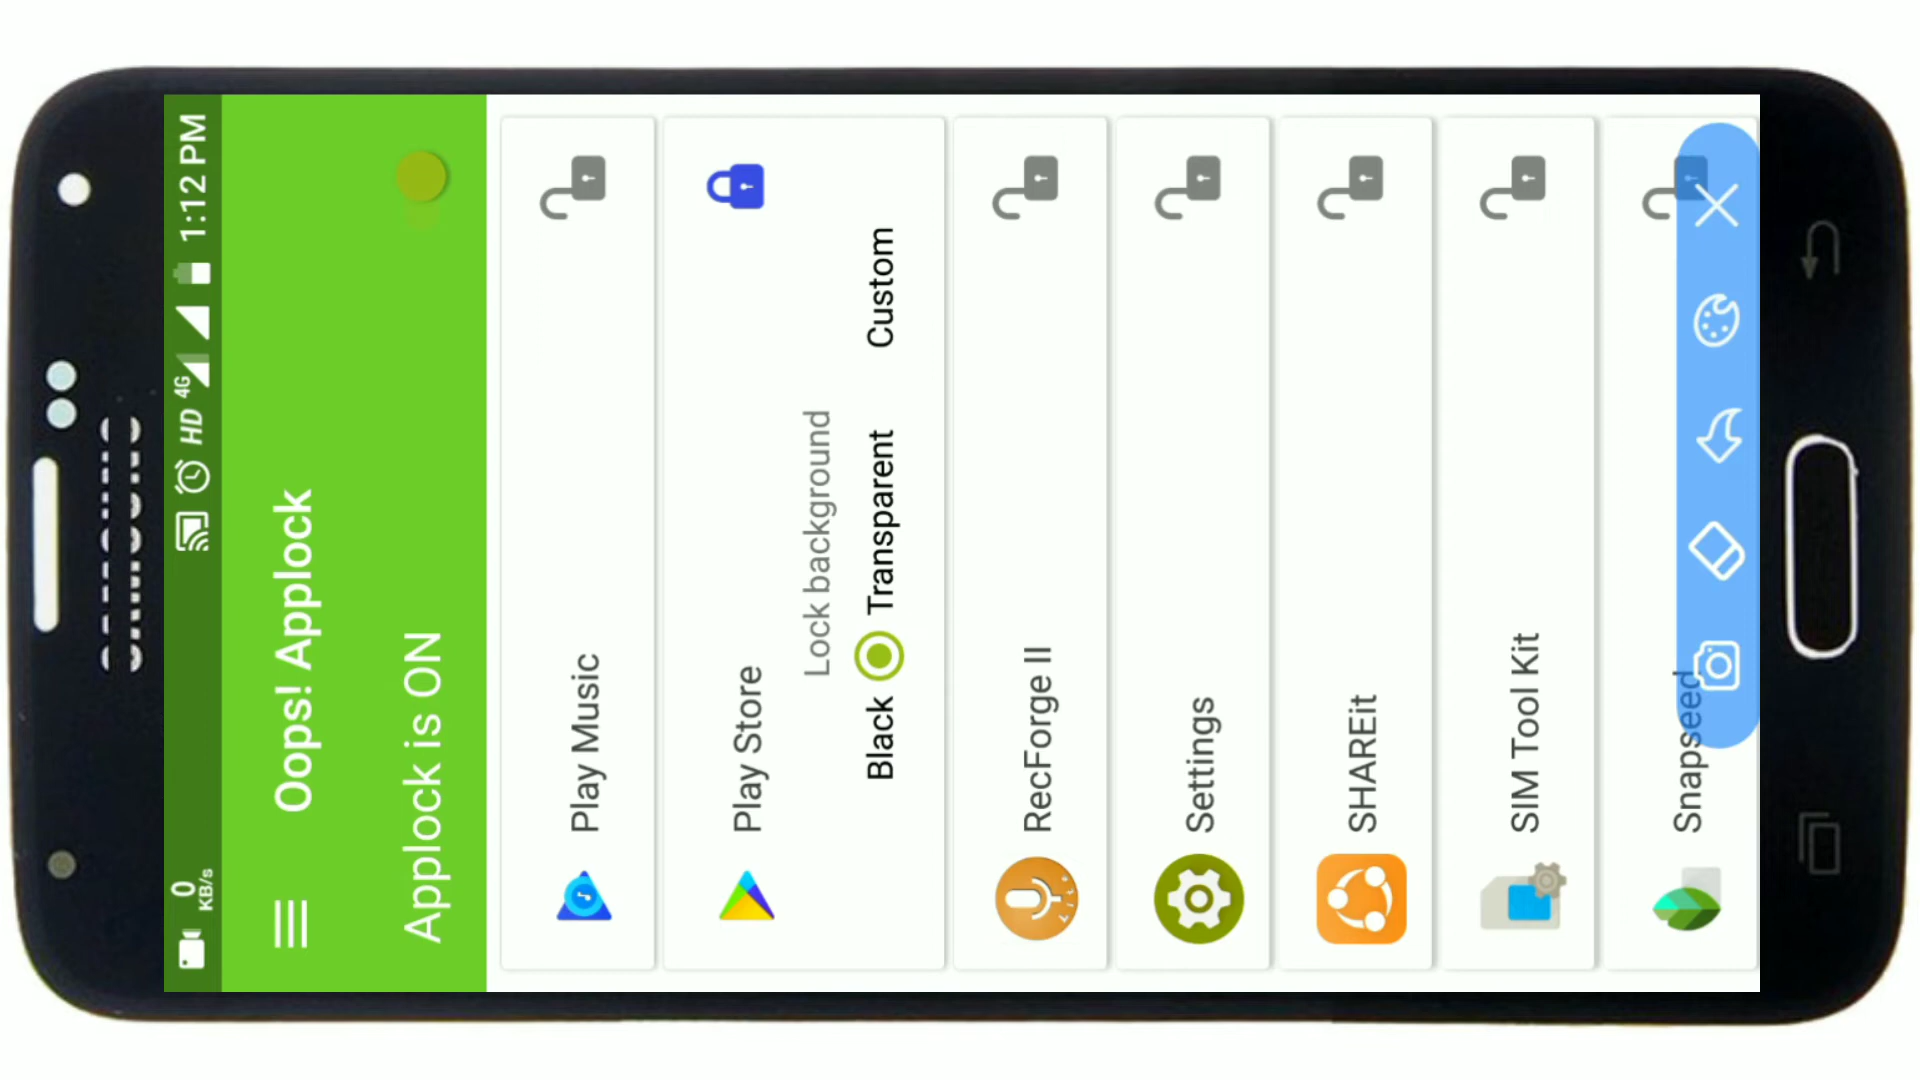 0 KB/s HD 4G 1:12 PM
Oops! Applock
Applock is ON
Play Music
Play Store
Lock background
Black Transparent Custom
RecForge II
Settings
SHAREit
SIM Tool Kit
Snapseed